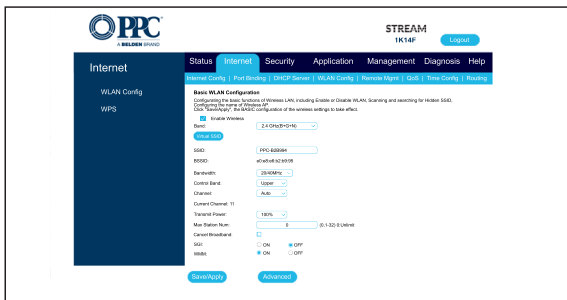 PPC
A BELDEN BRAND
STREAM
1K14F
Logout
Internet
Status Internet Security Application Management Diagnosis Help
Internet Config | Port Binding | DHCP Server | WLAN Config | Remote Mgmt | QoS | Time Config | Routing
WLAN Config
WPS
Basic WLAN Configuration
Configuring the basic functions of Wireless LAN, including Enable or Disable WLAN, Scanning and searching for Hidden SSID,
Configuring the name of Wireless AP.
Click "Save/Apply", the BASIC configuration of the wireless settings to take effect.
Enable Wireless
Band: 2.4 GHz(B+G+N)
Virtual SSID
SSID: PPC-B2B994
BSSID:
Bandwidth: 20/40MHz
Control Band: Upper
Channel: Auto
Current Channel: 11
Transmit Power: 100%
Max Station Num: 0 (0,1-32) 0:Unlimit
Cancel Broadband:
SGI: ON OFF
WMM: ON OFF
Save/Apply Advanced